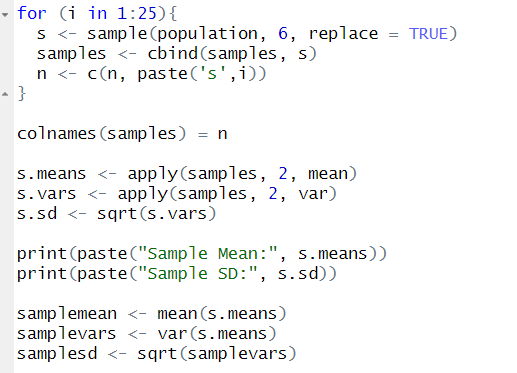 for (i in 1:25){
  s <- sample(population, 6, replace = TRUE)
  samples <- cbind(samples, s)
  n <- c(n, paste('s',i))
}

colnames(samples) = n

s.means <- apply(samples, 2, mean)
s.vars <- apply(samples, 2, var)
s.sd <- sqrt(s.vars)

print(paste("Sample Mean:", s.means))
print(paste("Sample SD:", s.sd))

samplemean <- mean(s.means)
samplevars <- var(s.means)
samplesd <- sqrt(samplevars)